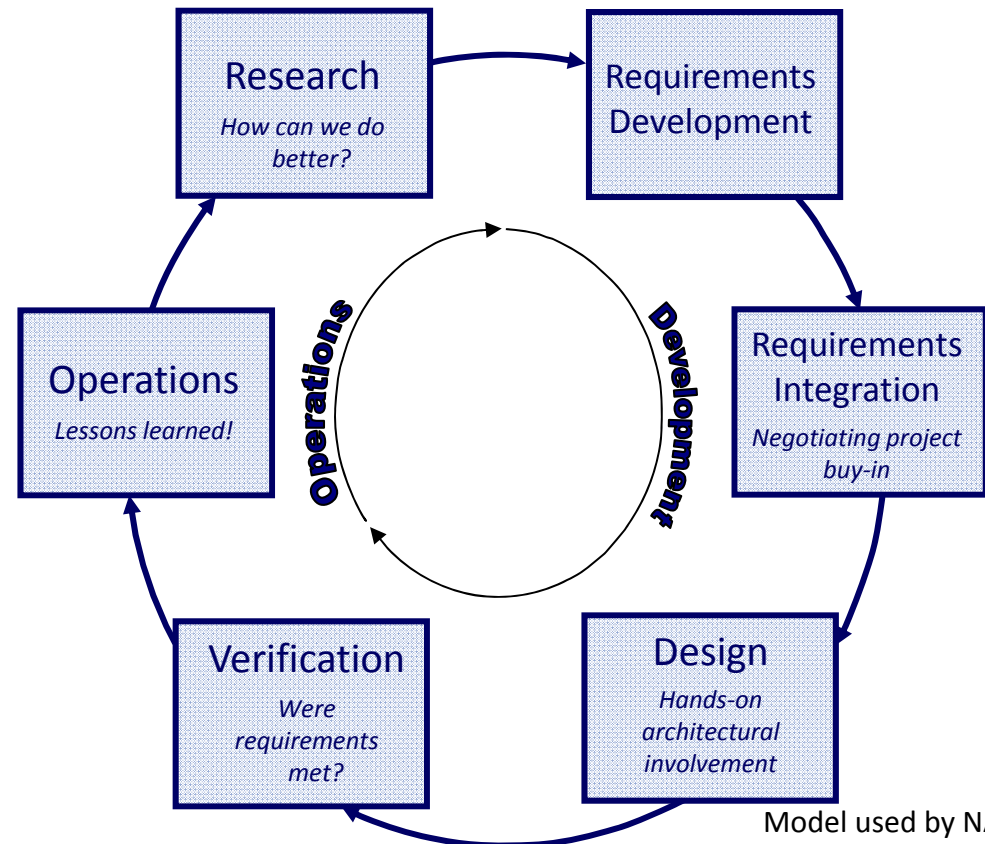 Research
How can we do
better?
Requirements
Development
Operations
Development
Requirements
Integration
Negotiating project
buy-in
Operations
Lessons learned!
Design
Hands-on
architectural
involvement
Verification
Were
requirements
met?
Model used by